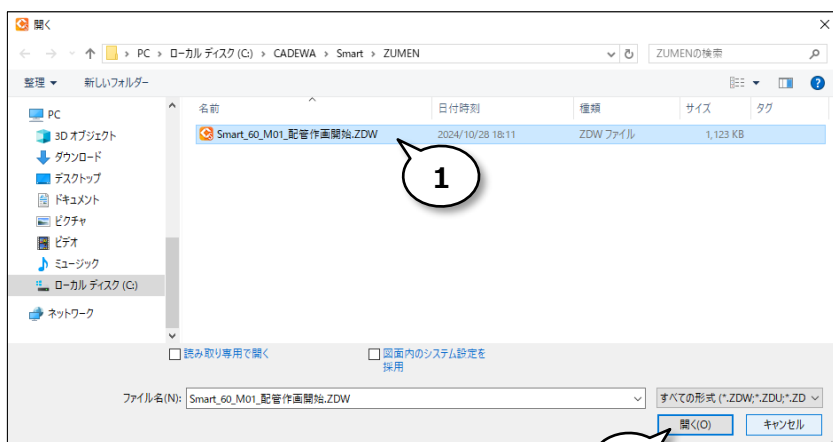 開く
PC > ローカル ディスク (C:) > CADEWA > Smart > ZUMEN
ZUMENの検索
整理 新しいフォルダー
名前 日付時刻 種類 サイズ タグ
Smart_60_M01_配管作画開始.ZDW 2024/10/28 18:11 ZDW ファイル 1,123 KB
1
PC
3D オブジェクト
ダウンロード
デスクトップ
ドキュメント
ピクチャ
ビデオ
ミュージック
ローカル ディスク (C:)
ネットワーク
読み取り専用で開く
図面内のシステム設定を
採用
ファイル名(N): Smart_60_M01_配管作画開始.ZDW
すべての形式 (*.ZDW;*.ZDU;*.ZD
開く(O) キャンセル